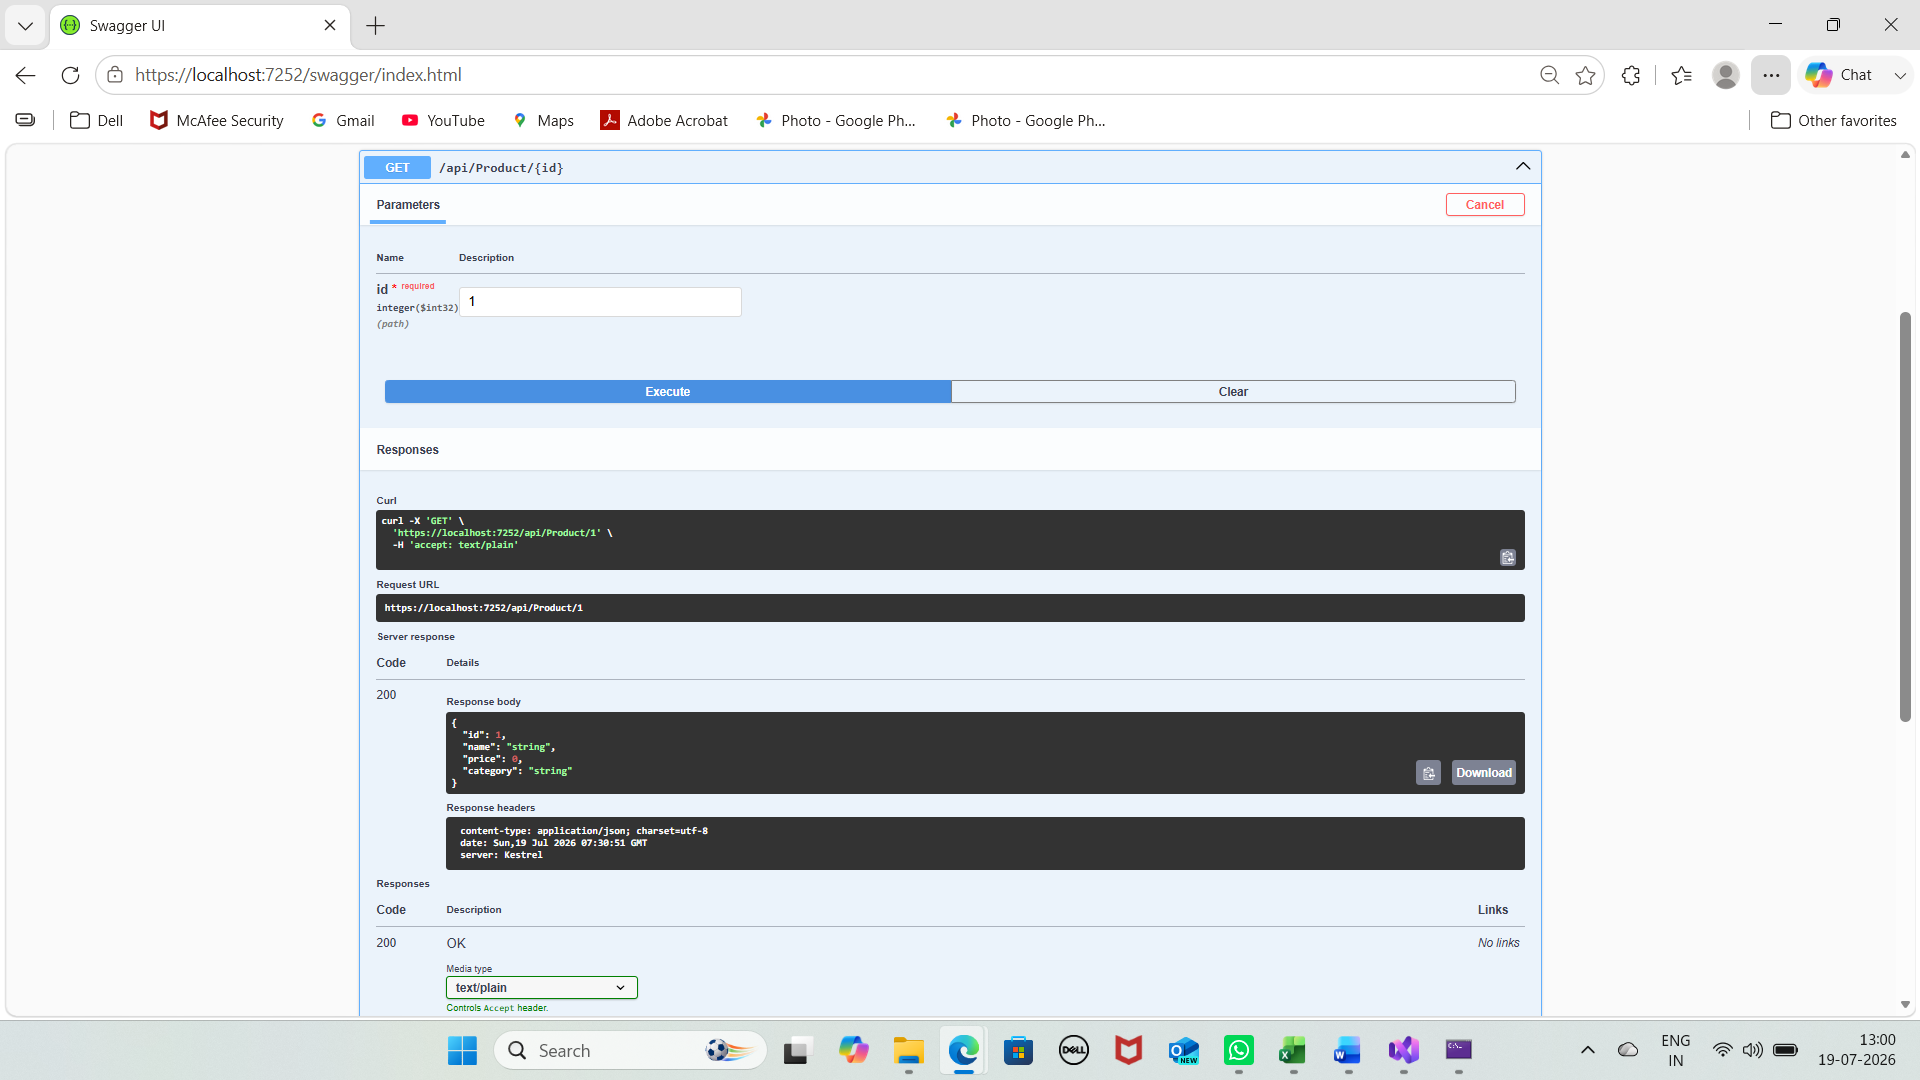 Swagger UI
https://localhost:7252/swagger/index.html
Chat
Dell
McAfee Security
Gmail
YouTube
Maps
Adobe Acrobat
Photo - Google Ph...
Photo - Google Ph...
Other favorites
GET /api/Product/{id}
Parameters
Cancel
Name Description
id * required
integer($int32)
(path)
1
Execute
Clear
Responses
Curl
curl -X 'GET' \
'https://localhost:7252/api/Product/1' \
-H 'accept: text/plain'
Request URL
https://localhost:7252/api/Product/1
Server response
Code Details
200
Response body
{
"id": 1,
"name": "string",
"price": 0,
"category": "string"
}
Download
Response headers
content-type: application/json; charset=utf-8
date: Sun,19 Jul 2026 07:30:51 GMT
server: Kestrel
Responses
Code Description Links
200 OK No links
Media type
text/plain
Controls Accept header.
Search
DELL
NEW
ENG
IN
13:00
19-07-2026